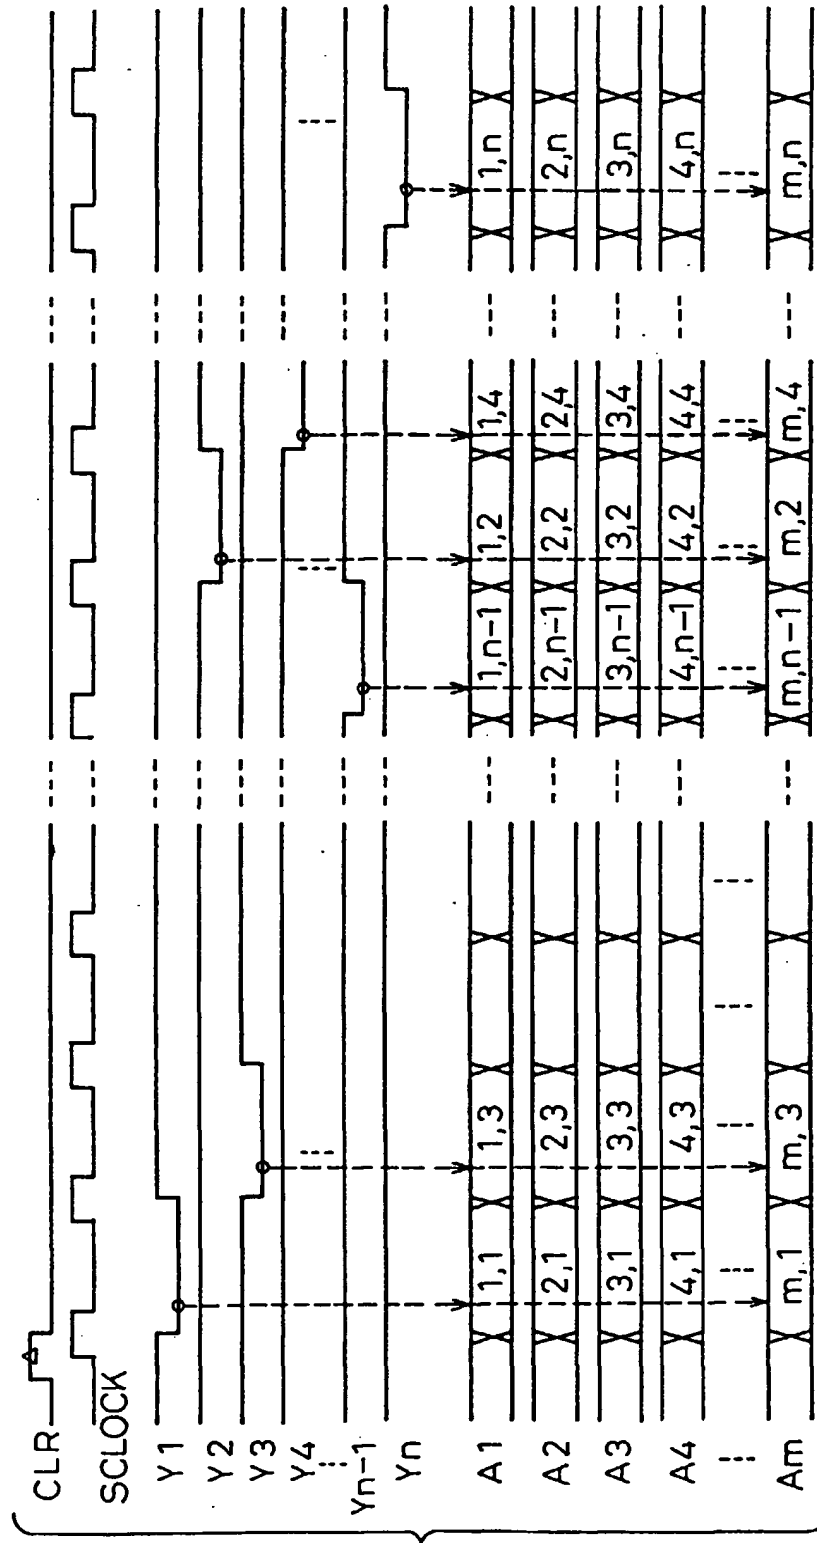 CLR
SCLOCK
Y1
Y2
Y3
Y4
Yn-1
Yn
A1 1,1 1,3 1,n-1 1,2 1,4 1,n
A2 2,1 2,3 2,n-1 2,2 2,4 2,n
A3 3,1 3,3 3,n-1 3,2 3,4 3,n
A4 4,1 4,3 4,n-1 4,2 4,4 4,n
Am m,1 m,3 m,n-1 m,2 m,4 m,n